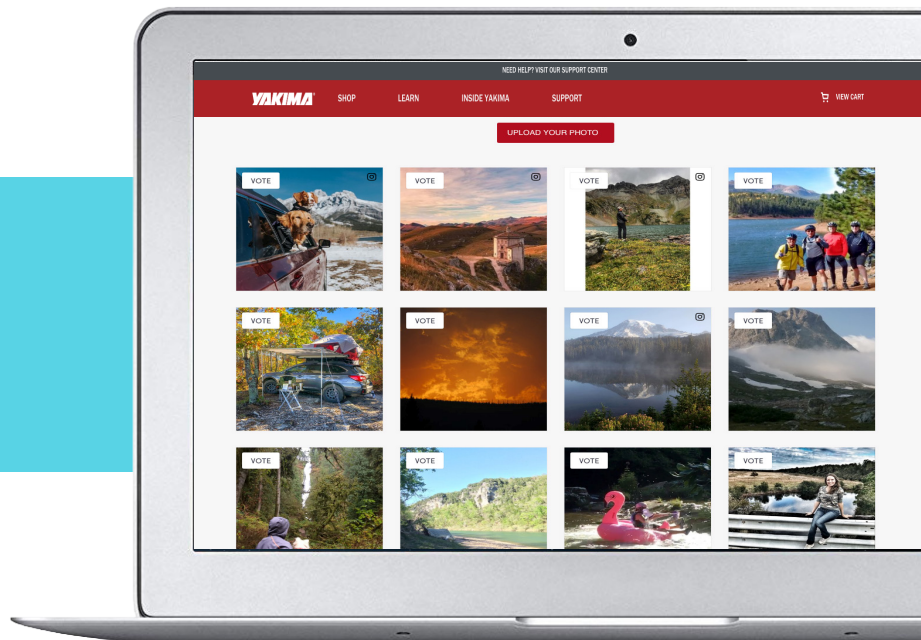 NEED HELP? VISIT OUR SUPPORT CENTER
YAKIMA SHOP LEARN INSIDE YAKIMA SUPPORT VIEW CART
UPLOAD YOUR PHOTO
VOTE VOTE VOTE VOTE
VOTE VOTE VOTE VOTE
VOTE VOTE VOTE VOTE